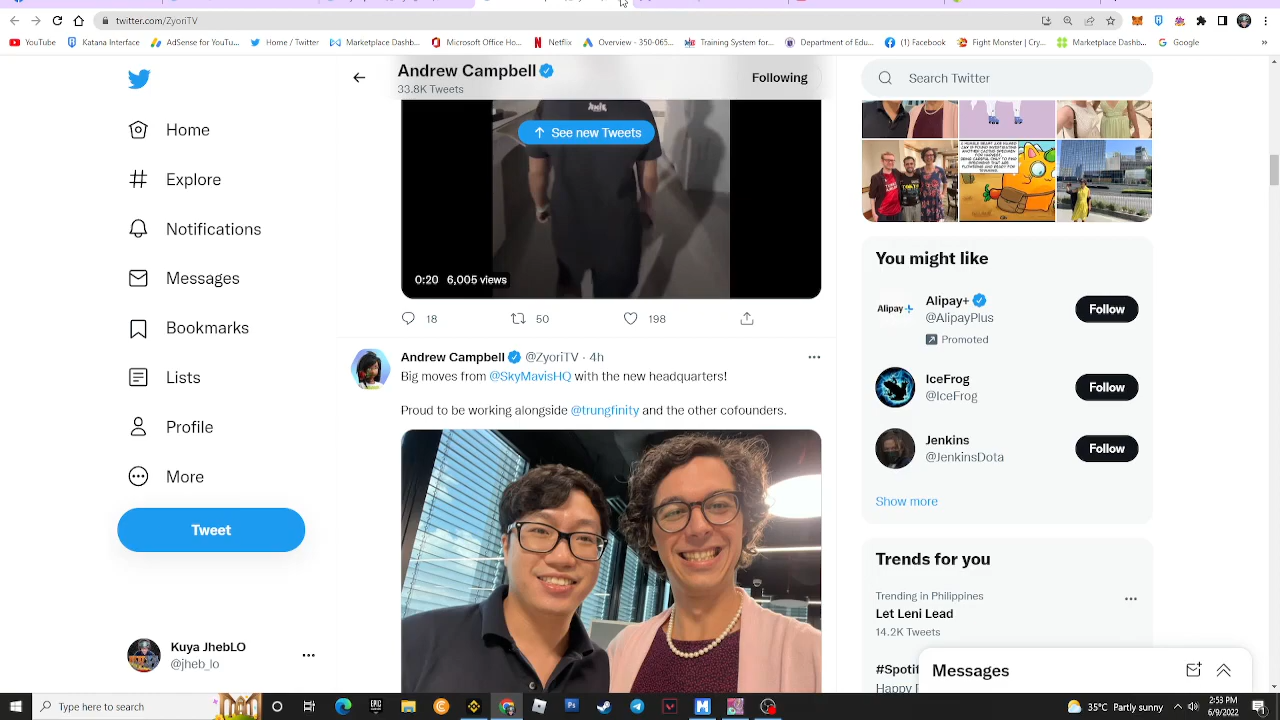 twitter.com/ZyoriTV
YouTube
Katana Interface
AdSense for YouTu...
Home / Twitter
Marketplace Dashb...
Microsoft Office Ho...
Netflix
Overview - 350-065...
Training System for...
Department of Edu...
(1) Facebook
Fight Monster | Cry...
Marketplace Dashb...
Google
»
Andrew Campbell
33.8K Tweets
Following
Search Twitter
See new Tweets
Home
Explore
Notifications
Messages
Bookmarks
Lists
Profile
More
Tweet
Kuya JhebLO
@jheb_lo
0:20 6,005 views
18 50 198
Andrew Campbell @ZyoriTV · 4h
Big moves from @SkyMavisHQ with the new headquarters!
Proud to be working alongside @trungfinity and the other cofounders.
You might like
Alipay+
Alipay+
@AlipayPlus
Promoted
Follow
IceFrog
@IceFrog
Follow
Jenkins
@JenkinsDota
Follow
Show more
Trends for you
Trending in Philippines
Let Leni Lead
14.2K Tweets
#Spotif
Happy
Messages
Type here to search
35°C Partly sunny
2:53 PM
6/9/2022